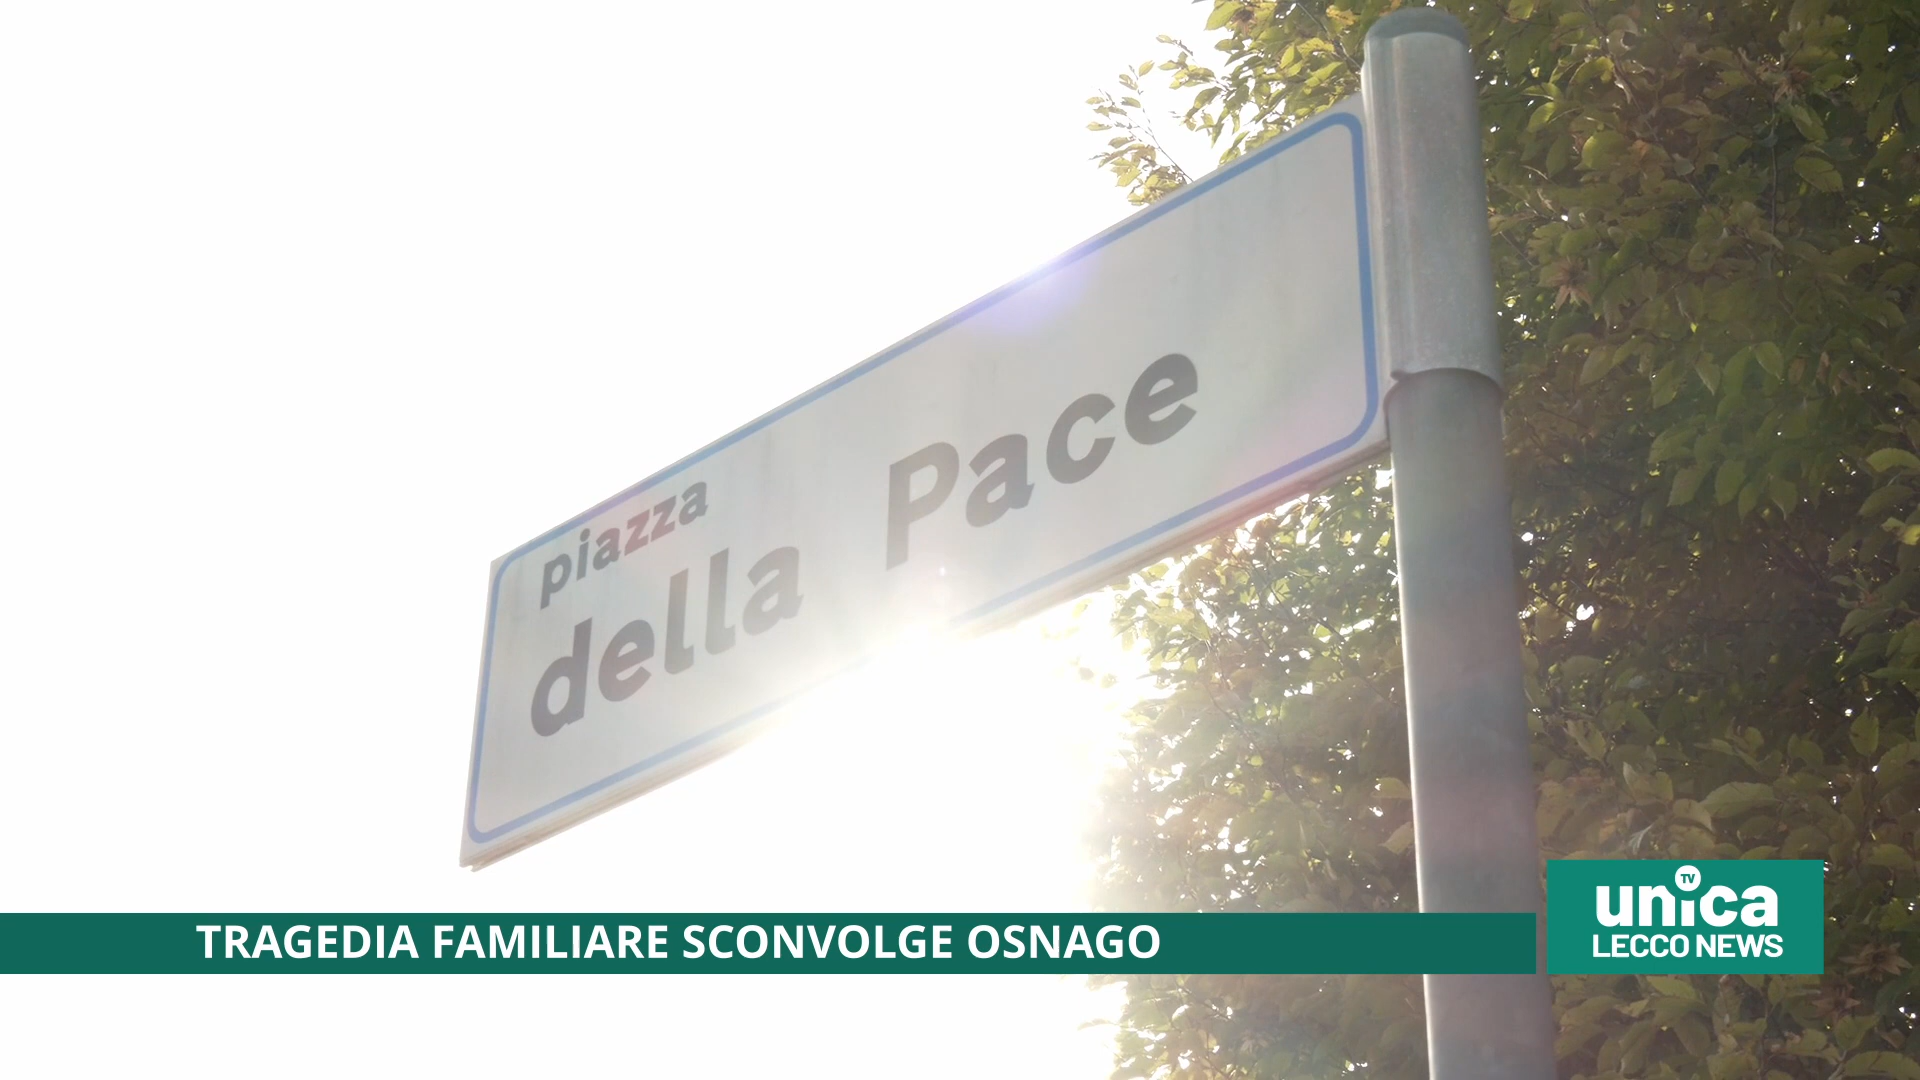 piazza
della Pace
TRAGEDIA FAMILIARE SCONVOLGE OSNAGO
TV
unica
LECCO NEWS